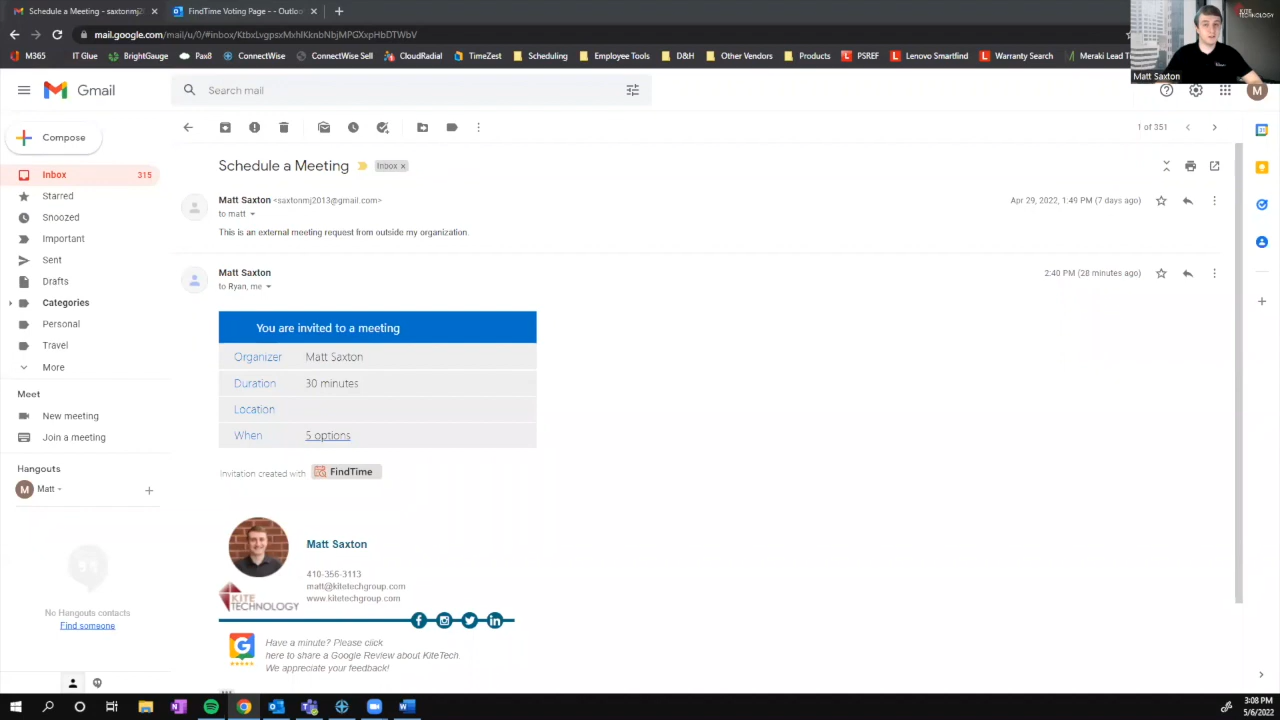 Schedule a Meeting - saxtonmj2
FindTime Voting Page - - Outloo
mail.google.com/mail/u/0/#inbox/KtbxLvgpsxMxhlKknbNbjMPGXxpHbDTWbV
M365 IT Glue BrightGauge Pax8 ConnectWise ConnectWise Sell CloudRadial TimeZest Scheduling Employee Tools D&H Other Vendors Products PSREF Lenovo Smartfind Warranty Search Meraki Lead
KITE TECHNOLOGY
Matt Saxton
Gmail
Search mail
M
Compose
1 of 351
Schedule a Meeting
Inbox x
Inbox 315
Starred
Snoozed
Important
Sent
Drafts
Categories
Personal
Travel
More
Meet
New meeting
Join a meeting
Hangouts
M Matt
No Hangouts contacts
Find someone
Matt Saxton <saxtonmj2013@gmail.com>
Apr 29, 2022, 1:49 PM (7 days ago)
to matt
This is an external meeting request from outside my organization.
Matt Saxton
2:40 PM (28 minutes ago)
to Ryan, me
You are invited to a meeting
Organizer Matt Saxton
Duration 30 minutes
Location
When 5 options
Invitation created with FindTime
Matt Saxton
410-356-3113
matt@kitetechgroup.com
www.kitetechgroup.com
KITE
TECHNOLOGY
Have a minute? Please click
here to share a Google Review about KiteTech.
We appreciate your feedback!
3:08 PM
5/6/2022